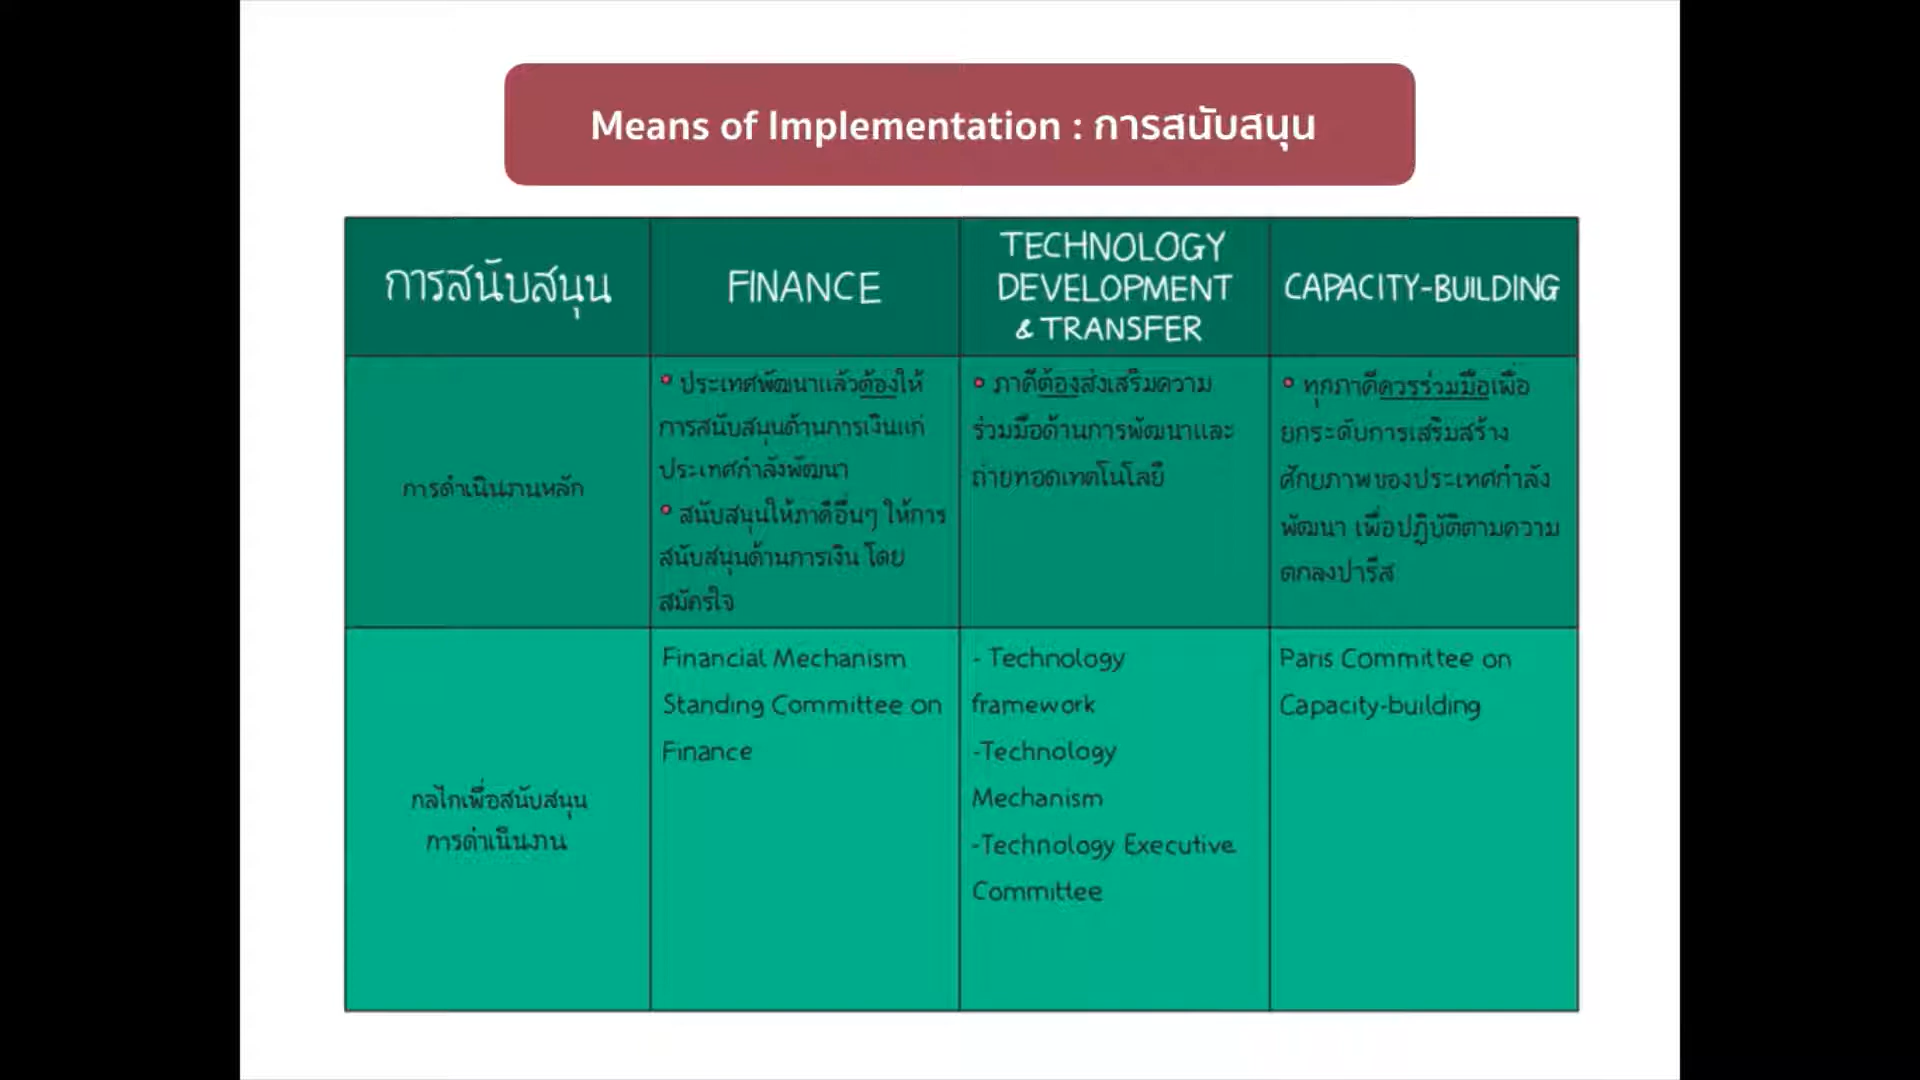 Means of Implementation : การสนับสนุน
การสนับสนุน
FINANCE
TECHNOLOGY
DEVELOPMENT
& TRANSFER
CAPACITY-BUILDING
การดำเนินงานหลัก
• ประเทศพัฒนาแล้วต้องให้
การสนับสนุนด้านการเงินแก่
ประเทศกำลังพัฒนา
• สนับสนุนให้ภาคีอื่นๆ ให้การ
สนับสนุนด้านการเงิน โดย
สมัครใจ
• ภาคีต้องส่งเสริมความ
ร่วมมือด้านการพัฒนาและ
ถ่ายทอดเทคโนโลยี
• ทุกภาคีควรร่วมมือเพื่อ
ยกระดับการเสริมสร้าง
ศักยภาพของประเทศกำลัง
พัฒนา เพื่อปฏิบัติตามความ
ตกลงปารีส
กลไกเพื่อสนับสนุน
การดำเนินงาน
Financial Mechanism
Standing Committee on
Finance
- Technology
framework
-Technology
Mechanism
-Technology Executive
Committee
Paris Committee on
Capacity-building